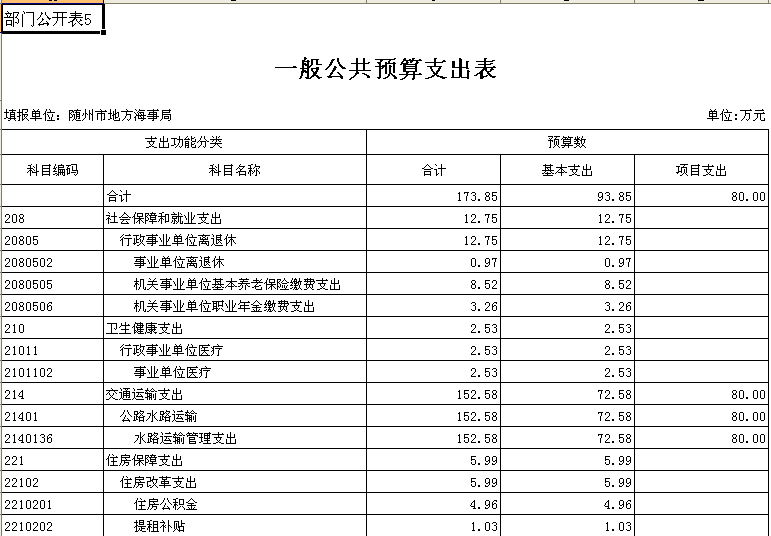 部门公开表5
一般公共预算支出表
填报单位：随州市地方海事局 单位:万元
支出功能分类 预算数
科目编码 科目名称 合计 基本支出 项目支出
合计 173.85 93.85 80.00
208 社会保障和就业支出 12.75 12.75
20805 行政事业单位离退休 12.75 12.75
2080502 事业单位离退休 0.97 0.97
2080505 机关事业单位基本养老保险缴费支出 8.52 8.52
2080506 机关事业单位职业年金缴费支出 3.26 3.26
210 卫生健康支出 2.53 2.53
21011 行政事业单位医疗 2.53 2.53
2101102 事业单位医疗 2.53 2.53
214 交通运输支出 152.58 72.58 80.00
21401 公路水路运输 152.58 72.58 80.00
2140136 水路运输管理支出 152.58 72.58 80.00
221 住房保障支出 5.99 5.99
22102 住房改革支出 5.99 5.99
2210201 住房公积金 4.96 4.96
2210202 提租补贴 1.03 1.03